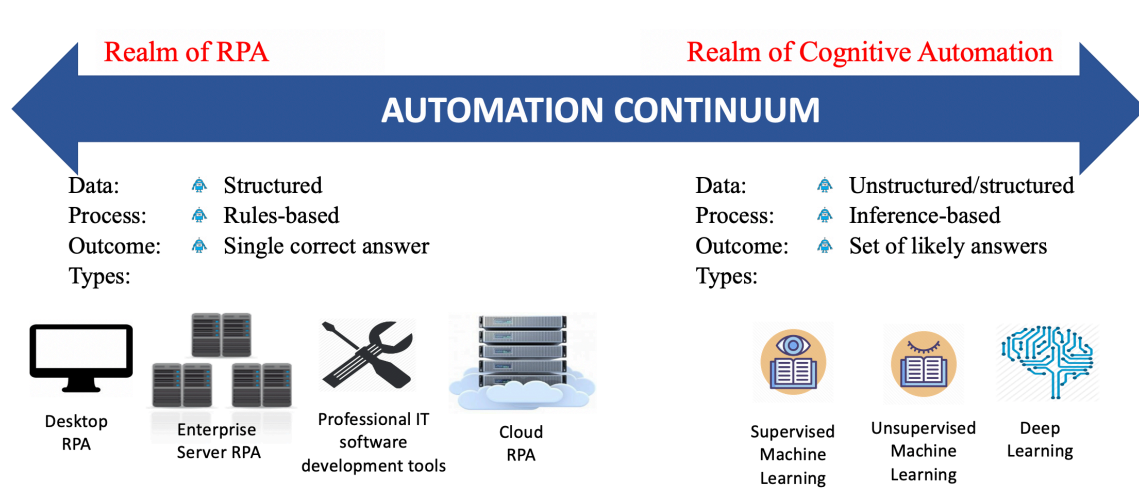 Realm of RPA
Realm of Cognitive Automation
AUTOMATION CONTINUUM
Data: Structured
Process: Rules-based
Outcome: Single correct answer
Types:
Data: Unstructured/structured
Process: Inference-based
Outcome: Set of likely answers
Types:
Desktop
RPA
Enterprise
Server RPA
Professional IT
software
development tools
Cloud
RPA
Supervised
Machine
Learning
Unsupervised
Machine
Learning
Deep
Learning